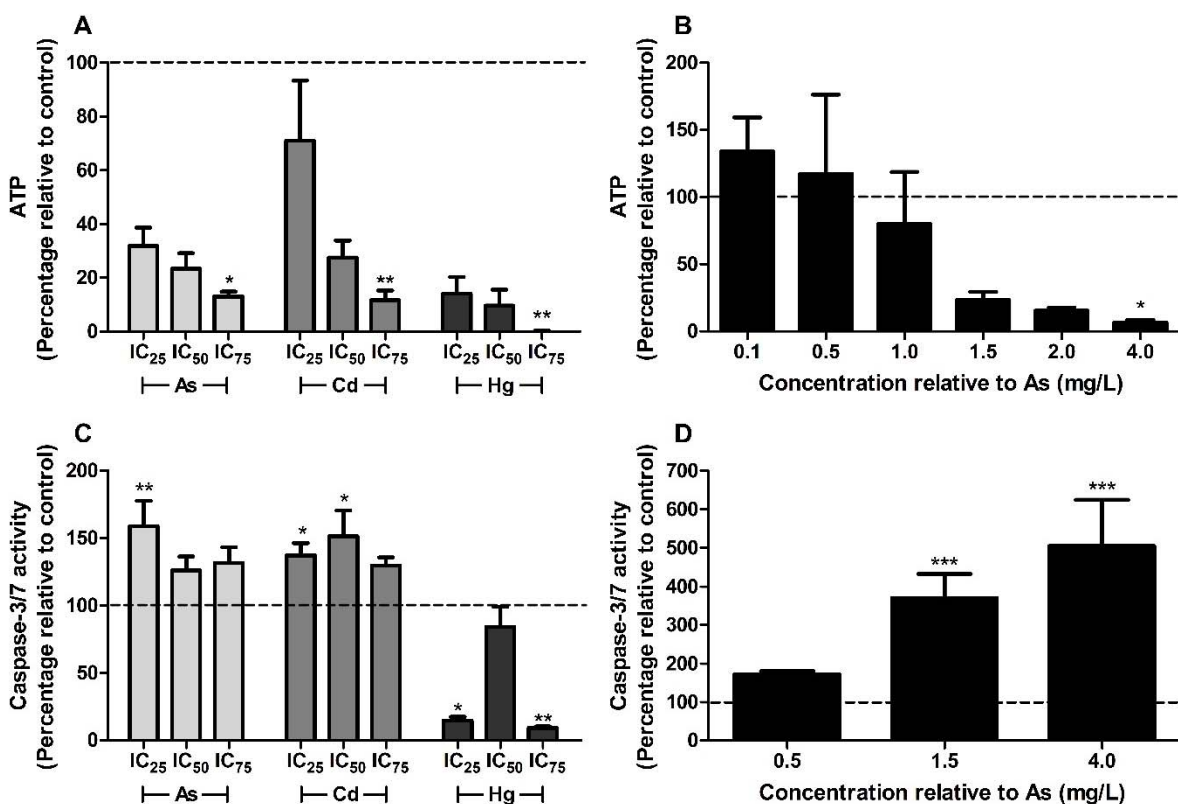 A
ATP
(Percentage relative to control)
100
80
60
40
20
0
*
**
**
IC25 IC50 IC75 IC25 IC50 IC75 IC25 IC50 IC75
As Cd Hg
B
ATP
(Percentage relative to control)
200
150
100
50
0
*
0.1 0.5 1.0 1.5 2.0 4.0
Concentration relative to As (mg/L)
C
Caspase-3/7 activity
(Percentage relative to control)
200
150
100
50
0
**
*
*
*
**
IC25 IC50 IC75 IC25 IC50 IC75 IC25 IC50 IC75
As Cd Hg
D
Caspase-3/7 activity
(Percentage relative to control)
700
600
500
400
300
200
100
0
***
***
0.5 1.5 4.0
Concentration relative to As (mg/L)